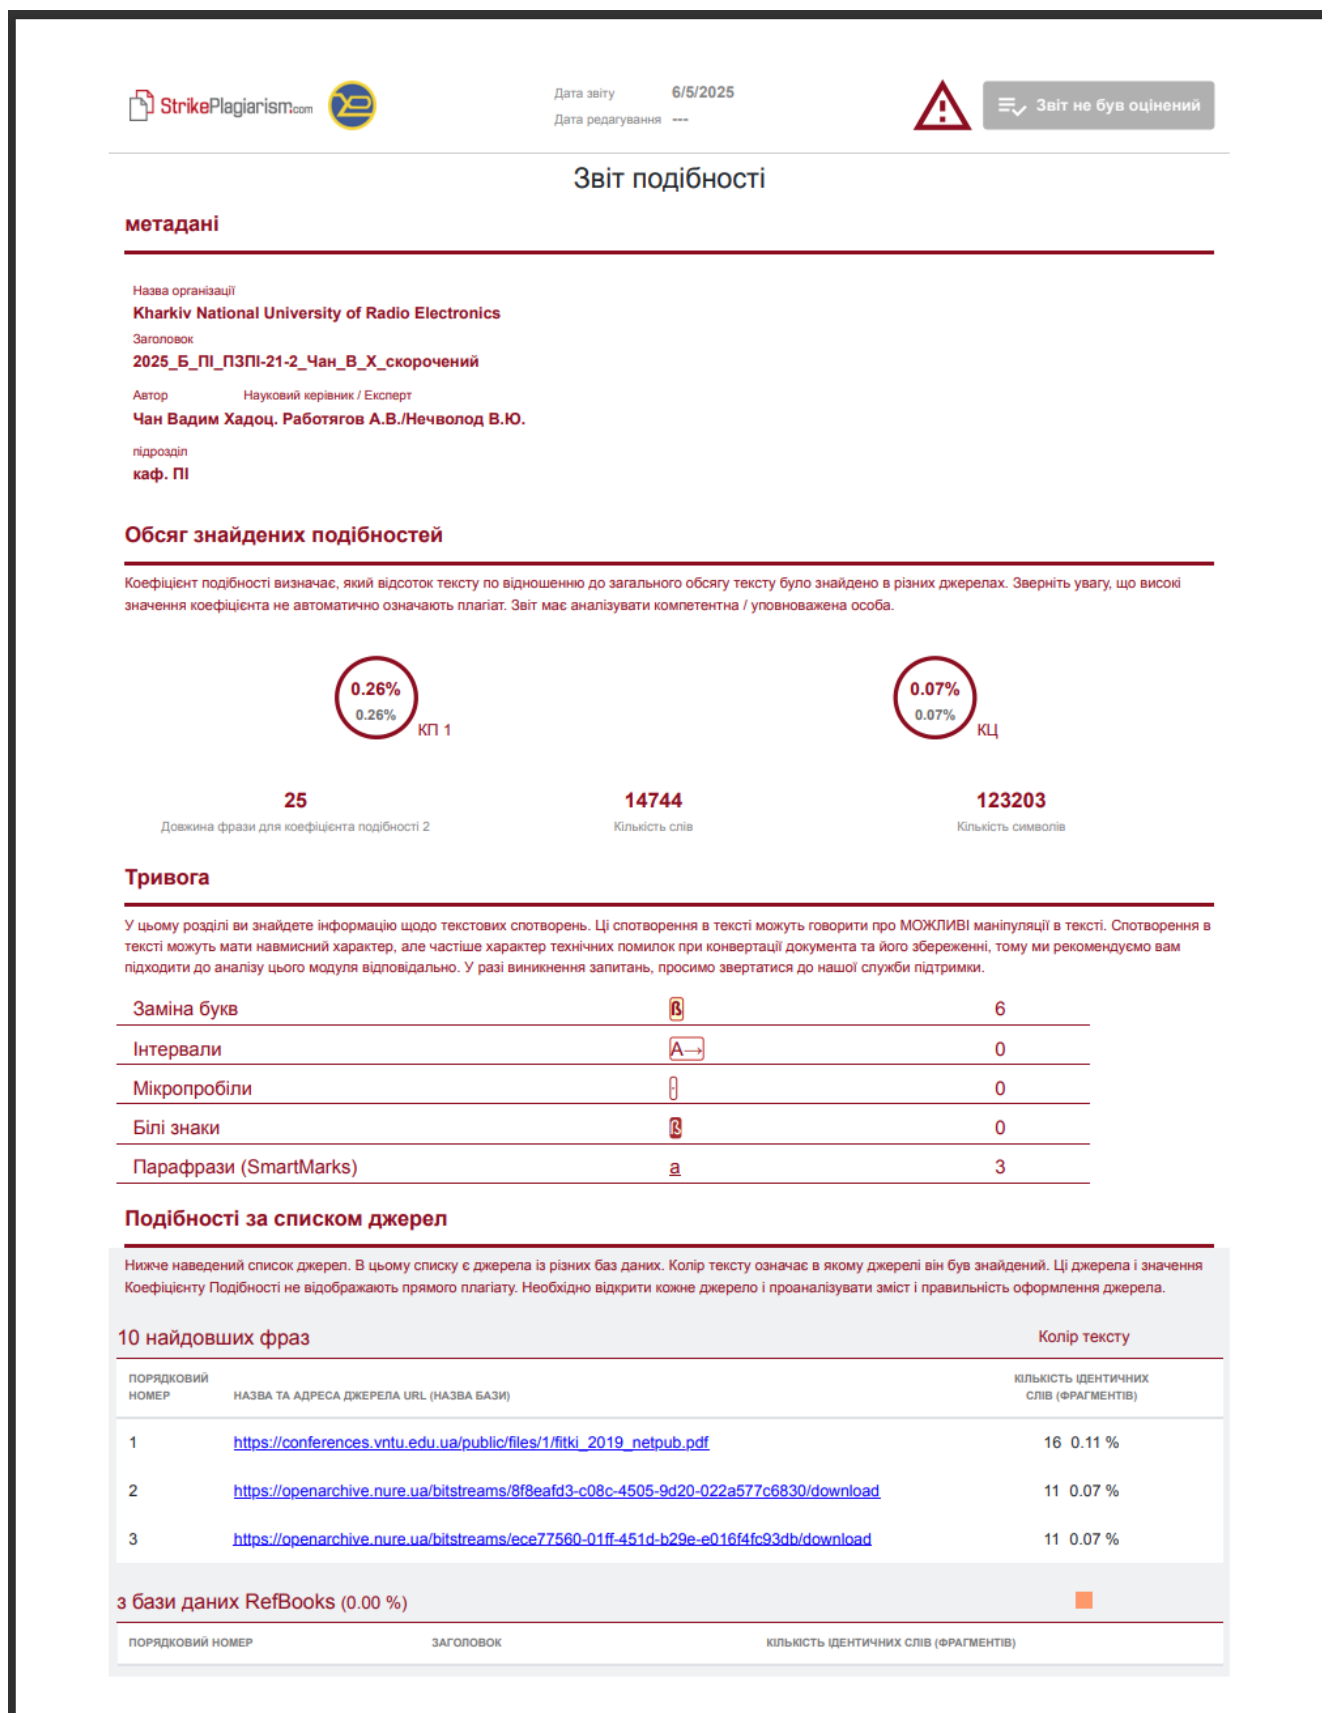 StrikePlagiarism.com
Дата звіту 6/5/2025
Дата редагування ---
Звіт не був оцінений
Звіт подібності
метадані
Назва організації
Kharkiv National University of Radio Electronics
Заголовок
2025_Б_ПІ_ПЗПІ-21-2_Чан_В_Х_скорочений
Автор Науковий керівник / Експерт
Чан Вадим Хадоц. Работягов А.В./Нечволод В.Ю.
підрозділ
каф. ПІ
Обсяг знайдених подібностей
Коефіцієнт подібності визначає, який відсоток тексту по відношенню до загального обсягу тексту було знайдено в різних джерелах. Зверніть увагу, що високі
значення коефіцієнта не автоматично означають плагіат. Звіт має аналізувати компетентна / уповноважена особа.
0.26%
0.26%
КП 1
0.07%
0.07%
КЦ
25
Довжина фрази для коефіцієнта подібності 2
14744
Кількість слів
123203
Кількість символів
Тривога
У цьому розділі ви знайдете інформацію щодо текстових спотворень. Ці спотворення в тексті можуть говорити про МОЖЛИВІ маніпуляції в тексті. Спотворення в
тексті можуть мати навмисний характер, але частіше характер технічних помилок при конвертації документа та його збереженні, тому ми рекомендуємо вам
підходити до аналізу цього модуля відповідально. У разі виникнення запитань, просимо звертатися до нашої служби підтримки.
Заміна букв ß 6
Інтервали A→ 0
Мікропробіли · 0
Білі знаки ß 0
Парафрази (SmartMarks) a 3
Подібності за списком джерел
Нижче наведений список джерел. В цьому списку є джерела із різних баз даних. Колір тексту означає в якому джерелі він був знайдений. Ці джерела і значення
Коефіцієнту Подібності не відображають прямого плагіату. Необхідно відкрити кожне джерело і проаналізувати зміст і правильність оформлення джерела.
10 найдовших фраз Колір тексту
ПОРЯДКОВИЙ
НОМЕР
НАЗВА ТА АДРЕСА ДЖЕРЕЛА URL (НАЗВА БАЗИ)
КІЛЬКІСТЬ ІДЕНТИЧНИХ
СЛІВ (ФРАГМЕНТІВ)
1 https://conferences.vntu.edu.ua/public/files/1/fitki_2019_netpub.pdf 16 0.11 %
2 https://openarchive.nure.ua/bitstreams/8f8eafd3-c08c-4505-9d20-022a577c6830/download 11 0.07 %
3 https://openarchive.nure.ua/bitstreams/ece77560-01ff-451d-b29e-e016f4fc93db/download 11 0.07 %
з бази даних RefBooks (0.00 %)
ПОРЯДКОВИЙ НОМЕР ЗАГОЛОВОК КІЛЬКІСТЬ ІДЕНТИЧНИХ СЛІВ (ФРАГМЕНТІВ)